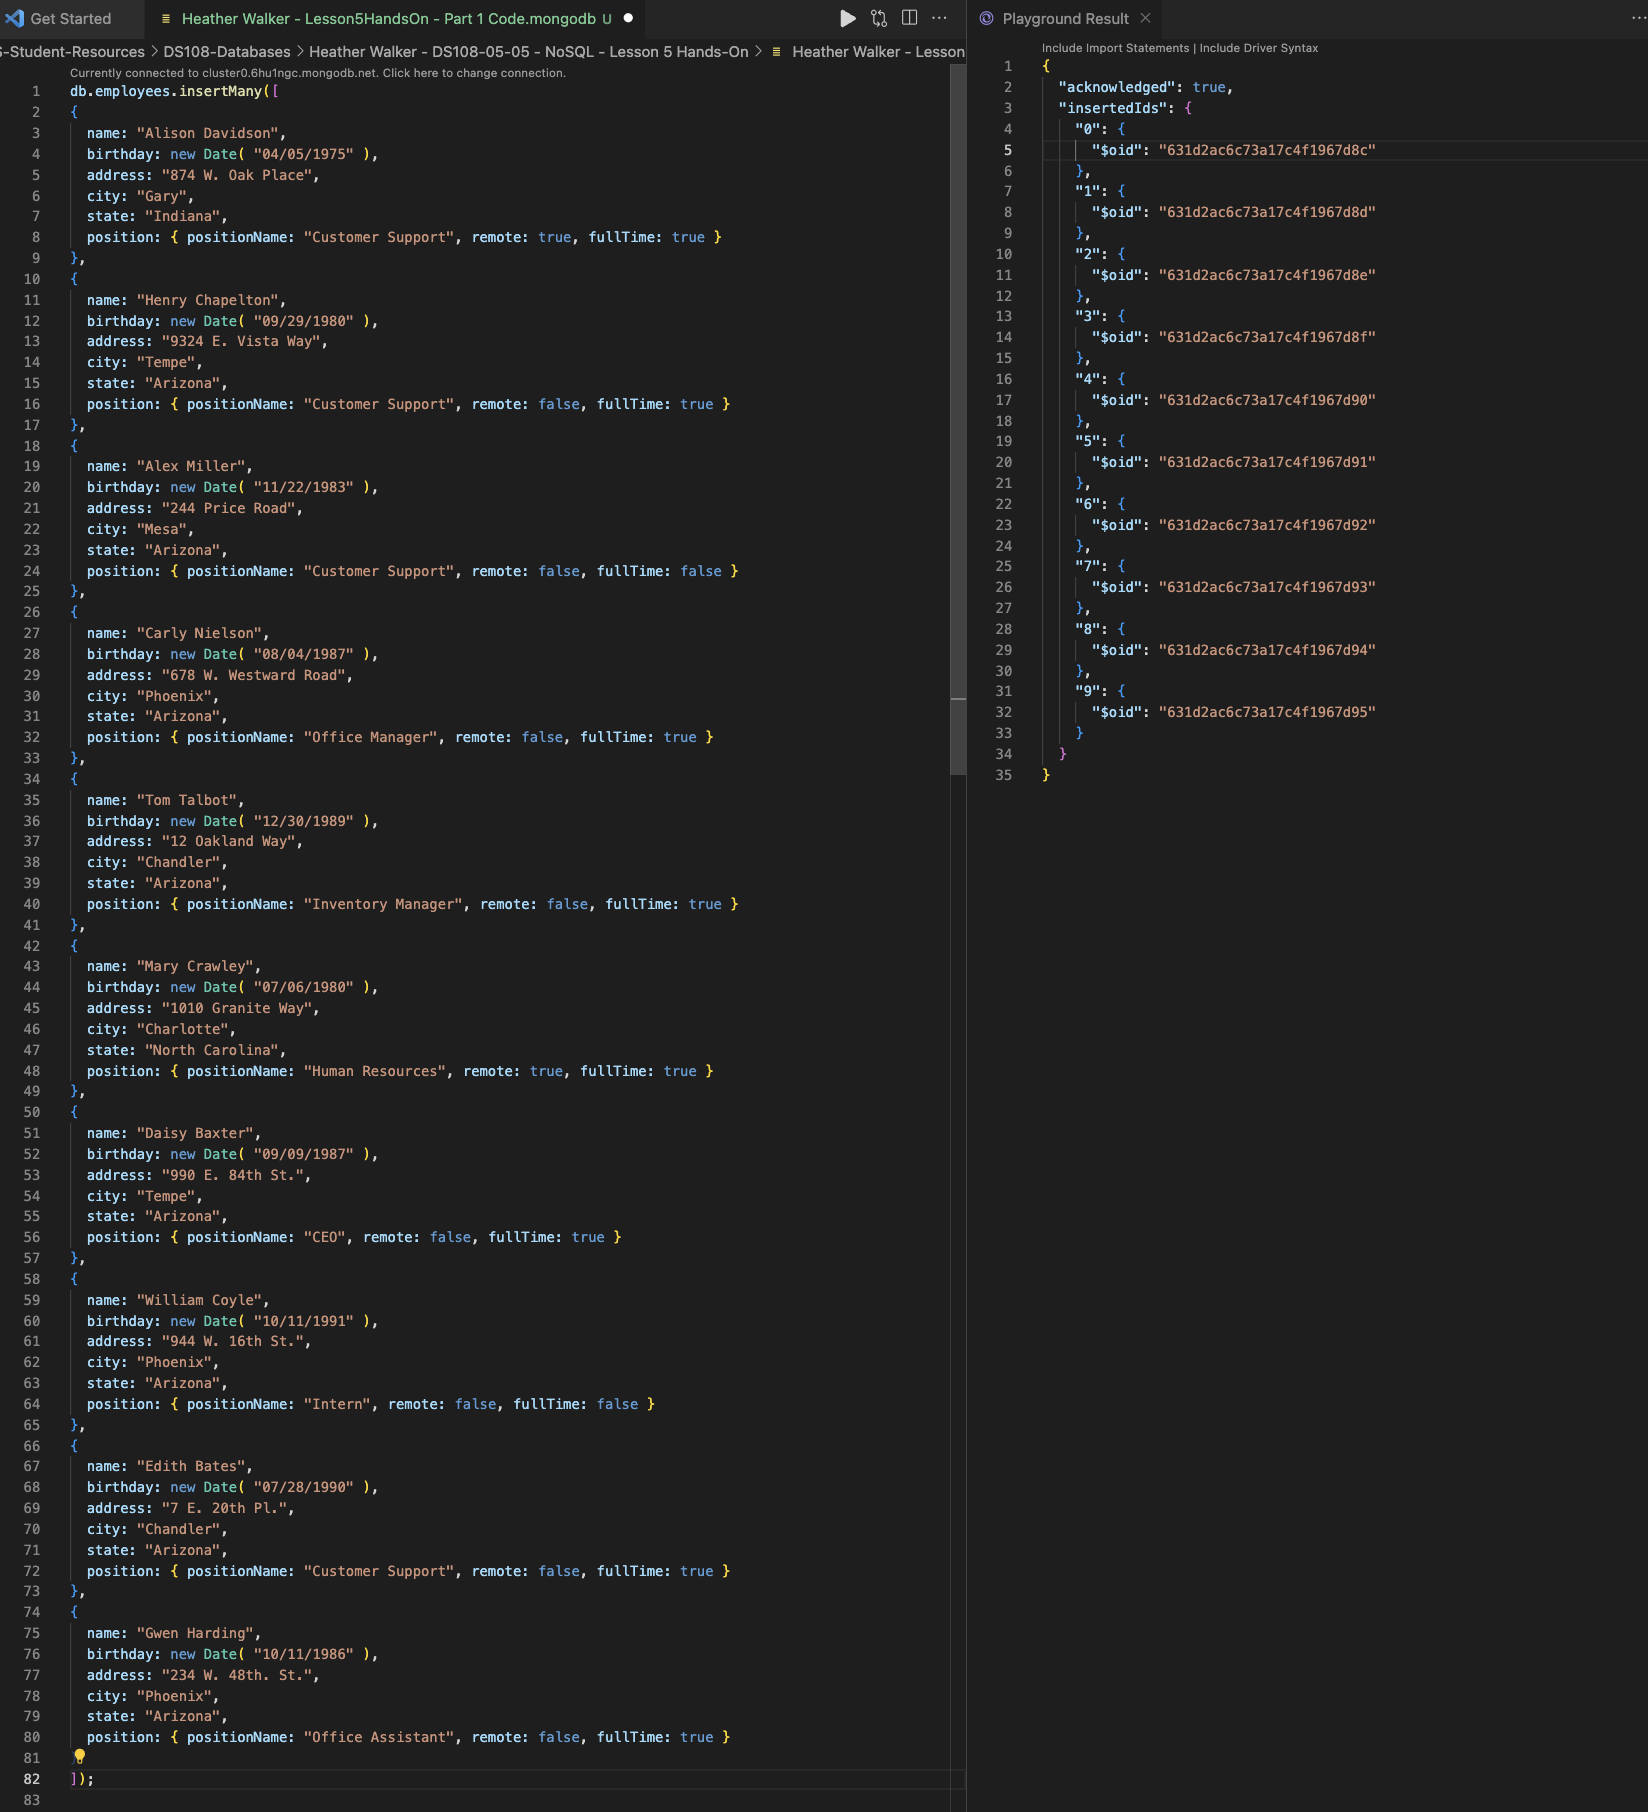 Get Started
Heather Walker - Lesson5HandsOn - Part 1 Code.mongodb U
-Student-Resources > DS108-Databases > Heather Walker - DS108-05-05 - NoSQL - Lesson 5 Hands-On > Heather Walker - Lesson
Currently connected to cluster0.6hu1ngc.mongodb.net. Click here to change connection.
1 db.employees.insertMany([
2 {
3 name: "Alison Davidson",
4 birthday: new Date( "04/05/1975" ),
5 address: "874 W. Oak Place",
6 city: "Gary",
7 state: "Indiana",
8 position: { positionName: "Customer Support", remote: true, fullTime: true }
9 },
10 {
11 name: "Henry Chapelton",
12 birthday: new Date( "09/29/1980" ),
13 address: "9324 E. Vista Way",
14 city: "Tempe",
15 state: "Arizona",
16 position: { positionName: "Customer Support", remote: false, fullTime: true }
17 },
18 {
19 name: "Alex Miller",
20 birthday: new Date( "11/22/1983" ),
21 address: "244 Price Road",
22 city: "Mesa",
23 state: "Arizona",
24 position: { positionName: "Customer Support", remote: false, fullTime: false }
25 },
26 {
27 name: "Carly Nielson",
28 birthday: new Date( "08/04/1987" ),
29 address: "678 W. Westward Road",
30 city: "Phoenix",
31 state: "Arizona",
32 position: { positionName: "Office Manager", remote: false, fullTime: true }
33 },
34 {
35 name: "Tom Talbot",
36 birthday: new Date( "12/30/1989" ),
37 address: "12 Oakland Way",
38 city: "Chandler",
39 state: "Arizona",
40 position: { positionName: "Inventory Manager", remote: false, fullTime: true }
41 },
42 {
43 name: "Mary Crawley",
44 birthday: new Date( "07/06/1980" ),
45 address: "1010 Granite Way",
46 city: "Charlotte",
47 state: "North Carolina",
48 position: { positionName: "Human Resources", remote: true, fullTime: true }
49 },
50 {
51 name: "Daisy Baxter",
52 birthday: new Date( "09/09/1987" ),
53 address: "990 E. 84th St.",
54 city: "Tempe",
55 state: "Arizona",
56 position: { positionName: "CEO", remote: false, fullTime: true }
57 },
58 {
59 name: "William Coyle",
60 birthday: new Date( "10/11/1991" ),
61 address: "944 W. 16th St.",
62 city: "Phoenix",
63 state: "Arizona",
64 position: { positionName: "Intern", remote: false, fullTime: false }
65 },
66 {
67 name: "Edith Bates",
68 birthday: new Date( "07/28/1990" ),
69 address: "7 E. 20th Pl.",
70 city: "Chandler",
71 state: "Arizona",
72 position: { positionName: "Customer Support", remote: false, fullTime: true }
73 },
74 {
75 name: "Gwen Harding",
76 birthday: new Date( "10/11/1986" ),
77 address: "234 W. 48th. St.",
78 city: "Phoenix",
79 state: "Arizona",
80 position: { positionName: "Office Assistant", remote: false, fullTime: true }
81
82 ]);
83
Playground Result
Include Import Statements | Include Driver Syntax
1 {
2 "acknowledged": true,
3 "insertedIds": {
4 "0": {
5 "$oid": "631d2ac6c73a17c4f1967d8c"
6 },
7 "1": {
8 "$oid": "631d2ac6c73a17c4f1967d8d"
9 },
10 "2": {
11 "$oid": "631d2ac6c73a17c4f1967d8e"
12 },
13 "3": {
14 "$oid": "631d2ac6c73a17c4f1967d8f"
15 },
16 "4": {
17 "$oid": "631d2ac6c73a17c4f1967d90"
18 },
19 "5": {
20 "$oid": "631d2ac6c73a17c4f1967d91"
21 },
22 "6": {
23 "$oid": "631d2ac6c73a17c4f1967d92"
24 },
25 "7": {
26 "$oid": "631d2ac6c73a17c4f1967d93"
27 },
28 "8": {
29 "$oid": "631d2ac6c73a17c4f1967d94"
30 },
31 "9": {
32 "$oid": "631d2ac6c73a17c4f1967d95"
33 }
34 }
35 }